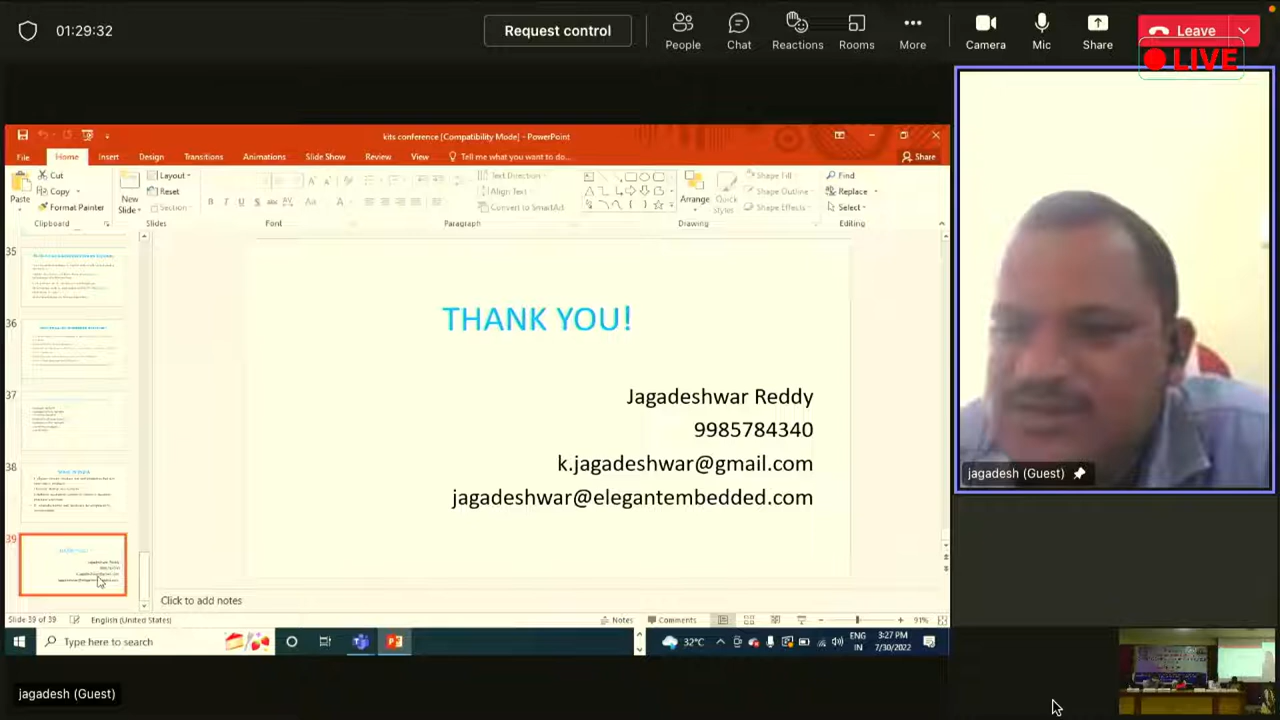 01:29:32
Request control
People
Chat
Reactions
Rooms
More
Camera
Mic
Share
Leave
LIVE
kits conference [Compatibility Mode] - PowerPoint
File
Home
Insert
Design
Transitions
Animations
Slide Show
Review
View
Tell me what you want to do...
Share
Paste
Cut
Copy
Format Painter
Clipboard
New
Slide
Layout
Reset
Section
Slides
Font
Text Direction
Align Text
Convert to SmartArt
Paragraph
Arrange
Quick
Styles
Shape Fill
Shape Outline
Shape Effects
Drawing
Find
Replace
Select
Editing
35
36
37
38
39
THANK YOU!
Jagadeshwar Reddy
9985784340
k.jagadeshwar@gmail.com
jagadeshwar@elegantembedded.com
jagadesh (Guest)
Click to add notes
Slide 39 of 39
English (United States)
Notes
Comments
91%
Type here to search
32°C
ENG
IN
3:27 PM
7/30/2022
jagadesh (Guest)